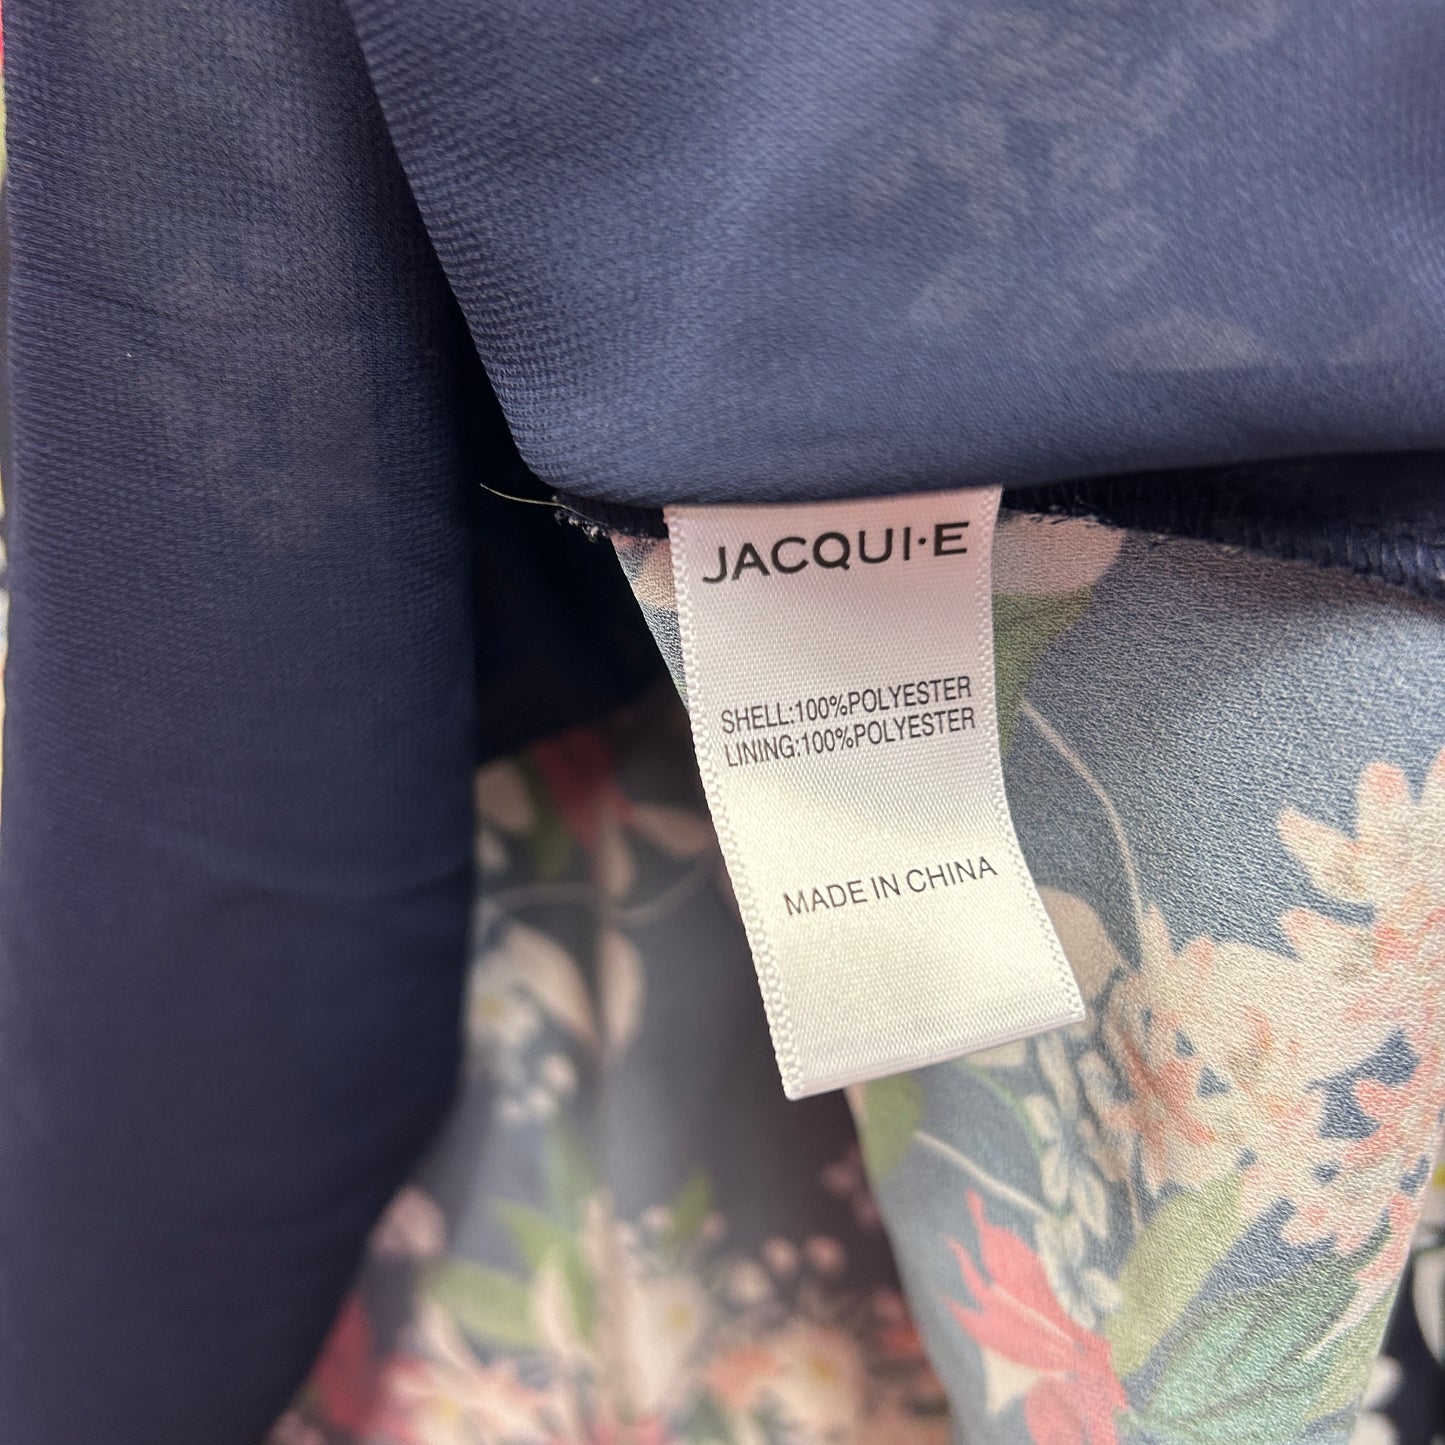 JACQUI·E
SHELL:100%POLYESTER
LINING:100%POLYESTER
MADE IN CHINA